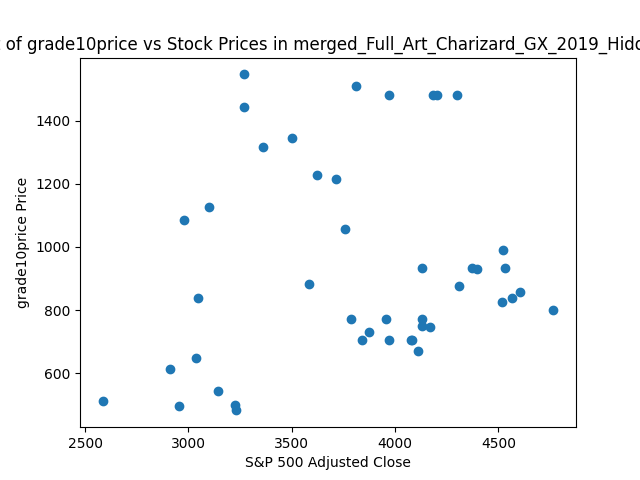 of grade10price vs Stock Prices in merged_Full_Art_Charizard_GX_2019_Hidd
1400
1200
1000
800
600
grade10price Price
2500 3000 3500 4000 4500
S&P 500 Adjusted Close